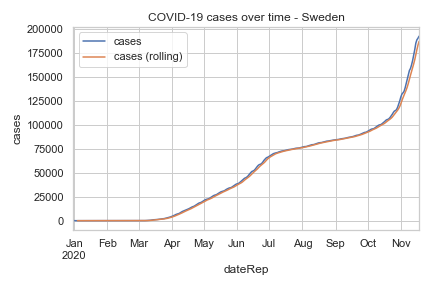 COVID-19 cases over time - Sweden
cases
cases (rolling)
200000
175000
150000
125000
100000
75000
50000
25000
0
cases
Jan Feb Mar Apr May Jun Jul Aug Sep Oct Nov
2020
dateRep